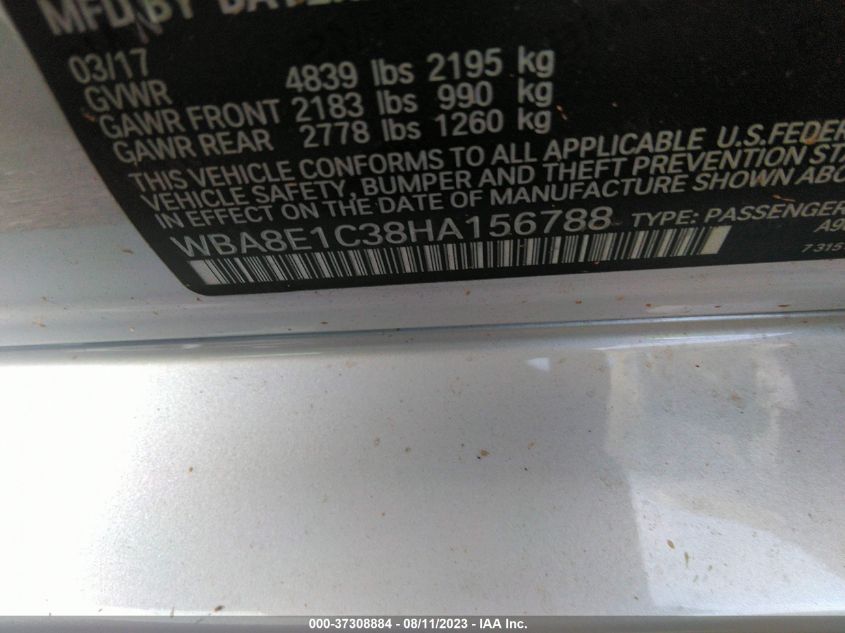 MFD BY
03/17
GVWR 4839 lbs 2195 kg
GAWR FRONT 2183 lbs 990 kg
GAWR REAR 2778 lbs 1260 kg
THIS VEHICLE CONFORMS TO ALL APPLICABLE U.S.FEDER
VEHICLE SAFETY, BUMPER AND THEFT PREVENTION STA
IN EFFECT ON THE DATE OF MANUFACTURE SHOWN ABO
WBA8E1C38HA156788 TYPE: PASSENGER
000-37308884 - 08/11/2023 - IAA Inc.